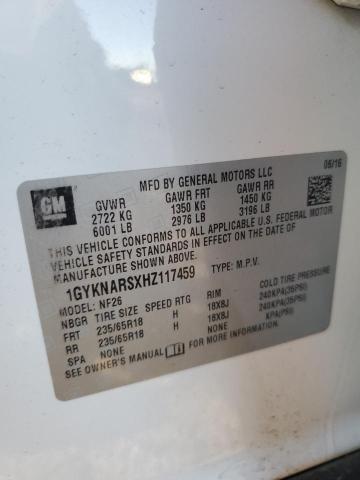 06/16
GM
MFD BY GENERAL MOTORS LLC
GVWR GAWR FRT GAWR RR
2722 KG 1350 KG 1450 KG
6001 LB 2976 LB 3196 LB
THIS VEHICLE CONFORMS TO ALL APPLICABLE U.S. FEDERAL MOTOR
VEHICLE SAFETY STANDARDS IN EFFECT ON THE DATE OF
MANUFACTURE SHOWN ABOVE.
1GYKNARSXHZ117459 TYPE: M.P.V.
MODEL: NF26
NBGR TIRE SIZE SPEED RTG RIM COLD TIRE PRESSURE
FRT 235/65R18 H 18X8J 240KPA(35PSI)
RR 235/65R18 H 18X8J 240KPA(35PSI)
SPA NONE KPA(PSI)
SEE OWNER'S MANUAL FOR MORE INFORMATION.